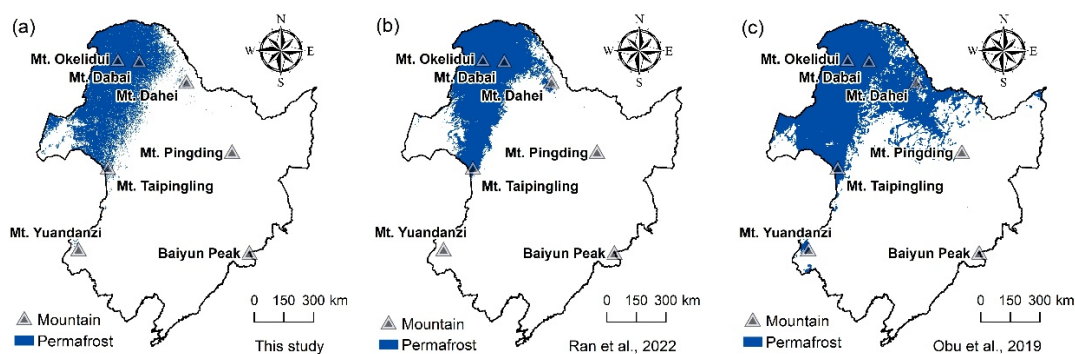 (a)
N
W E
S
Mt. Okelidui
Mt. Dabai
Mt. Dahei
Mt. Pingding
Mt. Taipingling
Mt. Yuandanzi
Baiyun Peak
0 150 300 km
Mountain
Permafrost
This study
(b)
N
W E
S
Mt. Okelidui
Mt. Dabai
Mt. Dahei
Mt. Pingding
Mt. Taipingling
Mt. Yuandanzi
Baiyun Peak
0 150 300 km
Mountain
Permafrost
Ran et al., 2022
(c)
N
W E
S
Mt. Okelidui
Mt. Dabai
Mt. Dahei
Mt. Pingding
Mt. Taipingling
Mt. Yuandanzi
Baiyun Peak
0 150 300 km
Mountain
Permafrost
Obu et al., 2019